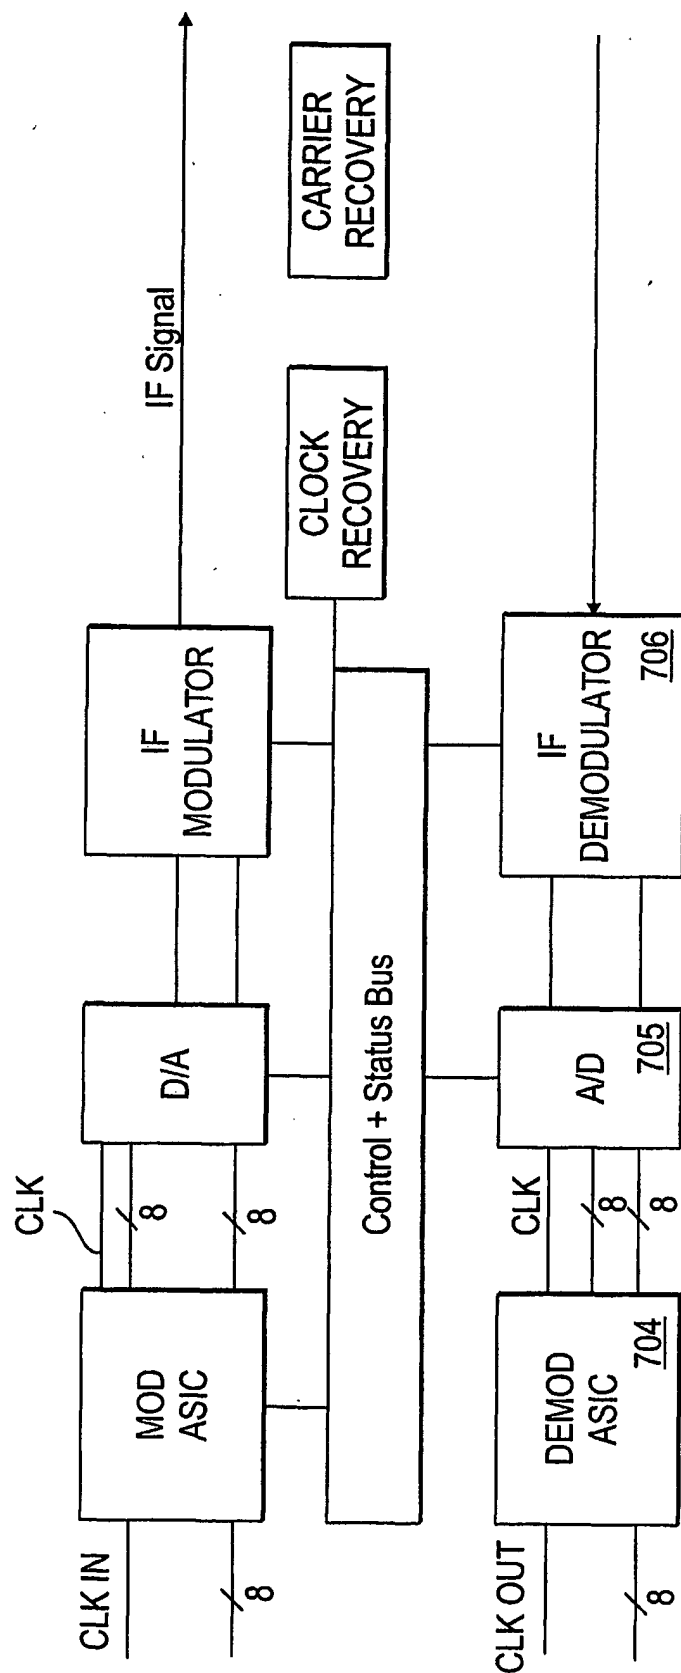 CLK IN
8
MOD
ASIC
CLK
8
8
D/A
IF
MODULATOR
IF Signal
Control + Status Bus
CLOCK
RECOVERY
CARRIER
RECOVERY
CLK OUT
8
DEMOD
ASIC
704
CLK
8
8
A/D
705
IF
DEMODULATOR
706